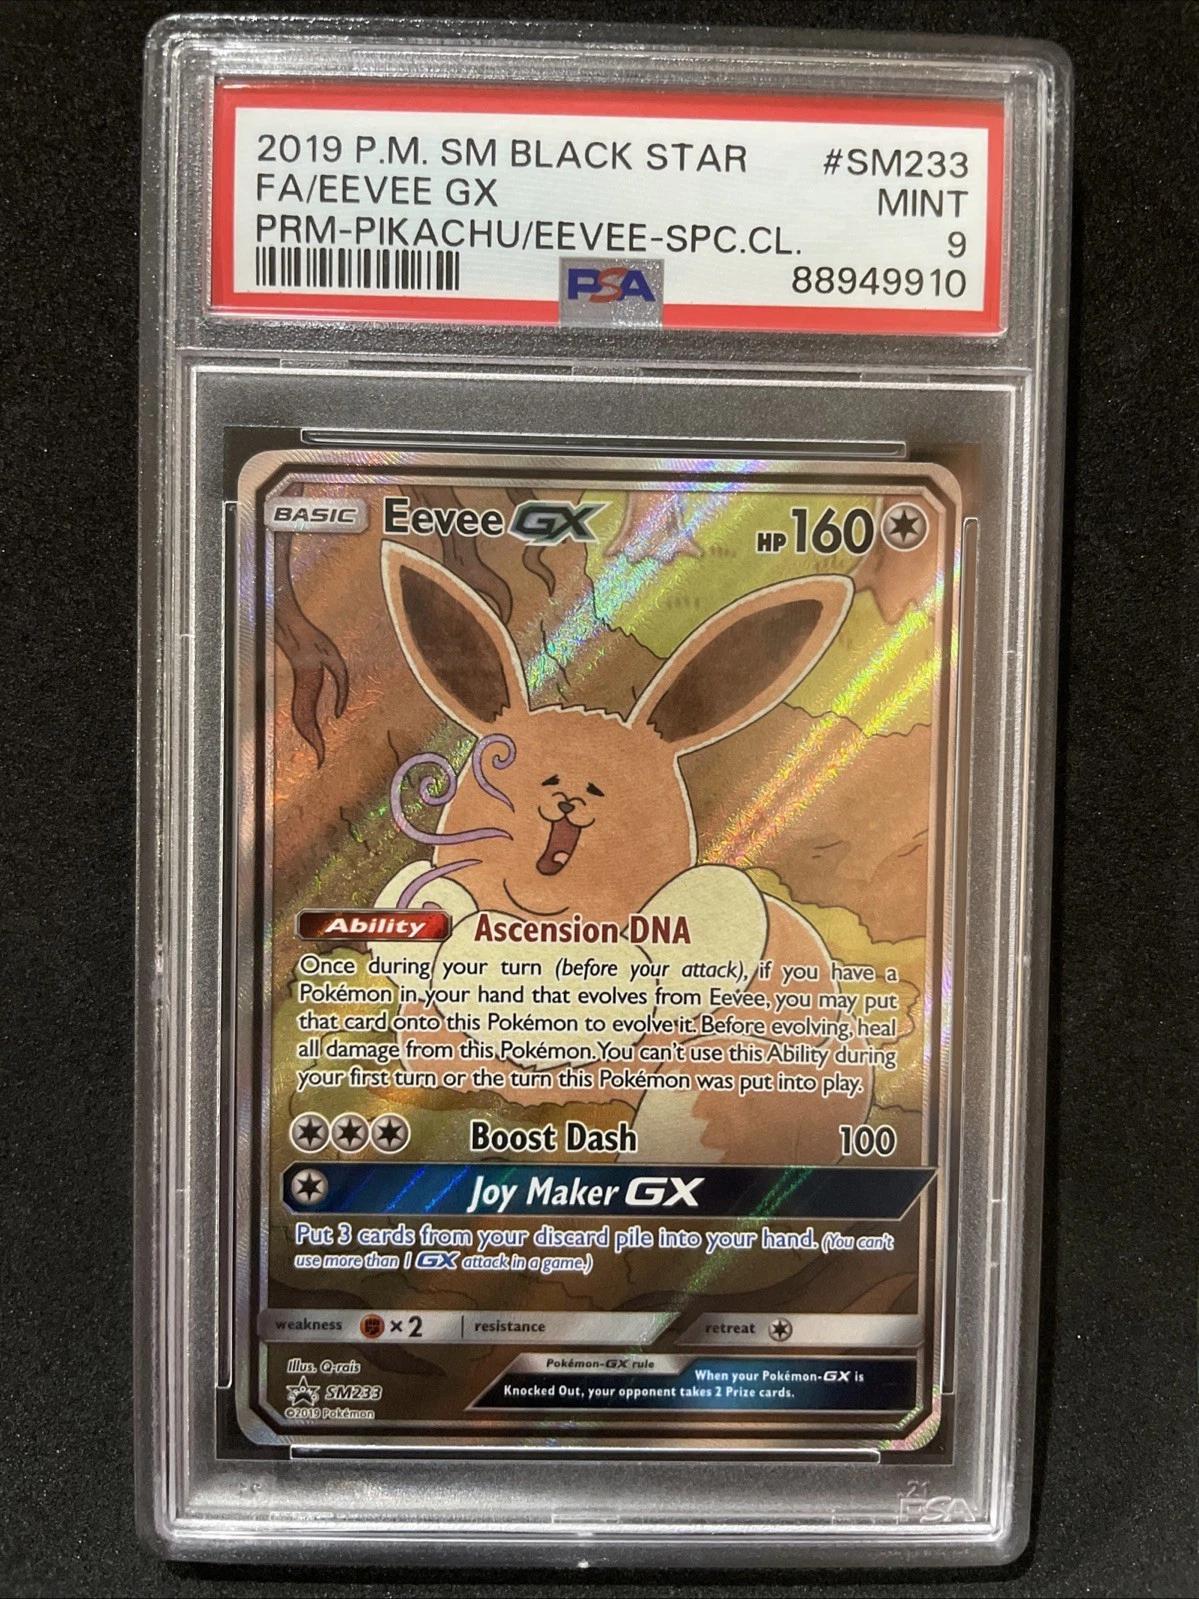 2019 P.M. SM BLACK STAR #SM233
FA/EEVEE GX MINT
PRM-PIKACHU/EEVEE-SPC.CL. 9
PSA 88949910
BASIC Eevee GX HP 160
Ability Ascension DNA
Once during your turn (before your attack), if you have a
Pokémon in your hand that evolves from Eevee, you may put
that card onto this Pokémon to evolve it. Before evolving, heal
all damage from this Pokémon. You can't use this Ability during
your first turn or the turn this Pokémon was put into play.
Boost Dash 100
Joy Maker GX
Put 3 cards from your discard pile into your hand. (You can't
use more than 1 GX attack in a game.)
weakness × 2 resistance retreat
Illus. Q-rais
SM233
©2019 Pokémon
Pokémon-GX rule
When your Pokémon-GX is
Knocked Out, your opponent takes 2 Prize cards.
21
PSA